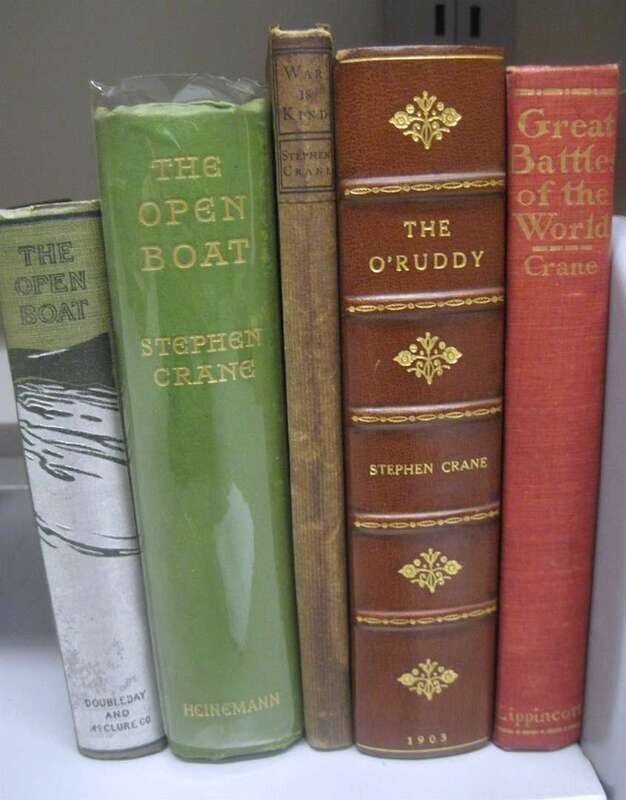 THE
OPEN
BOAT
DOUBLEDAY
AND
McCLURE CO
THE
OPEN
BOAT
STEPHEN
CRANE
HEINEMANN
WAR
IS
KIND
STEPHEN
CRANE
THE
O'RUDDY
STEPHEN CRANE
1903
Great
Battles
of the
World
Crane
Lippincott